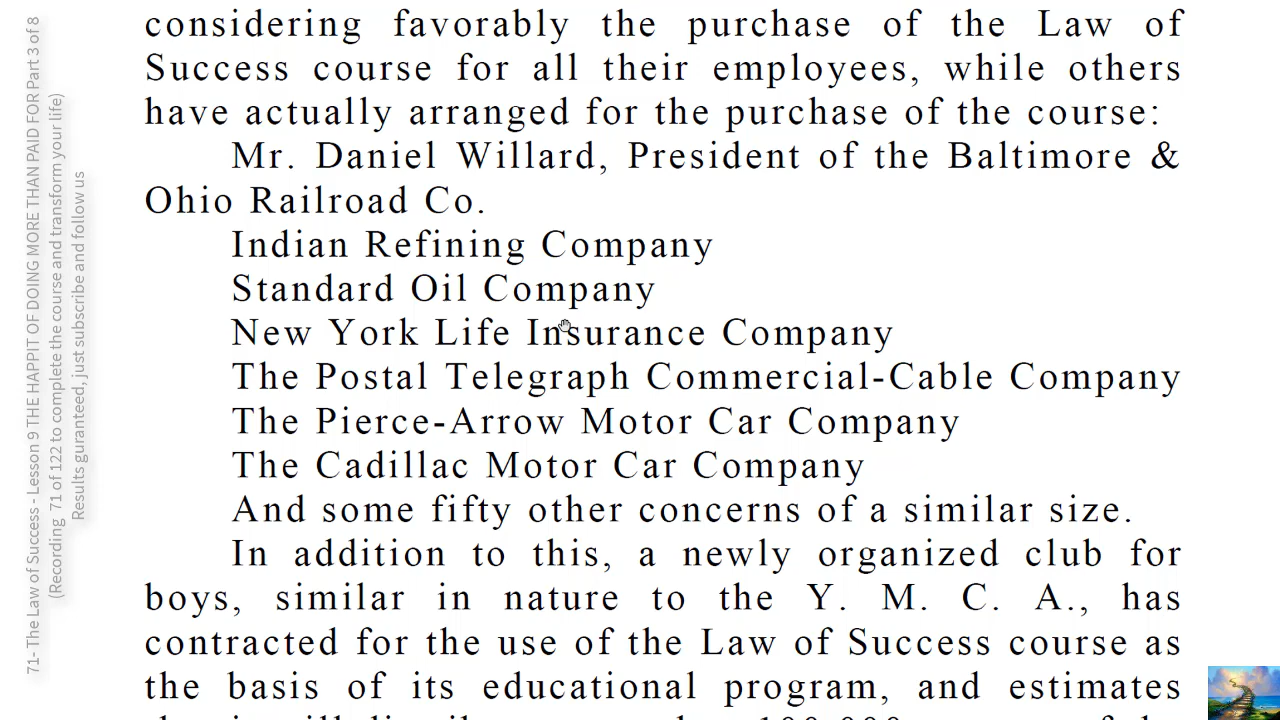 considering favorably the purchase of the Law of
Success course for all their employees, while others
have actually arranged for the purchase of the course:
Mr. Daniel Willard, President of the Baltimore &
Ohio Railroad Co.
Indian Refining Company
Standard Oil Company
New York Life Insurance Company
The Postal Telegraph Commercial-Cable Company
The Pierce-Arrow Motor Car Company
The Cadillac Motor Car Company
And some fifty other concerns of a similar size.
In addition to this, a newly organized club for
boys, similar in nature to the Y. M. C. A., has
contracted for the use of the Law of Success course as
the basis of its educational program, and estimates
71- The Law of Success - Lesson 9 THE HAPPIT OF DOING MORE THAN PAID FOR Part 3 of 8
(Recording 71 of 122 to complete the course and transform your life)
Results guranteed, just subscribe and follow us